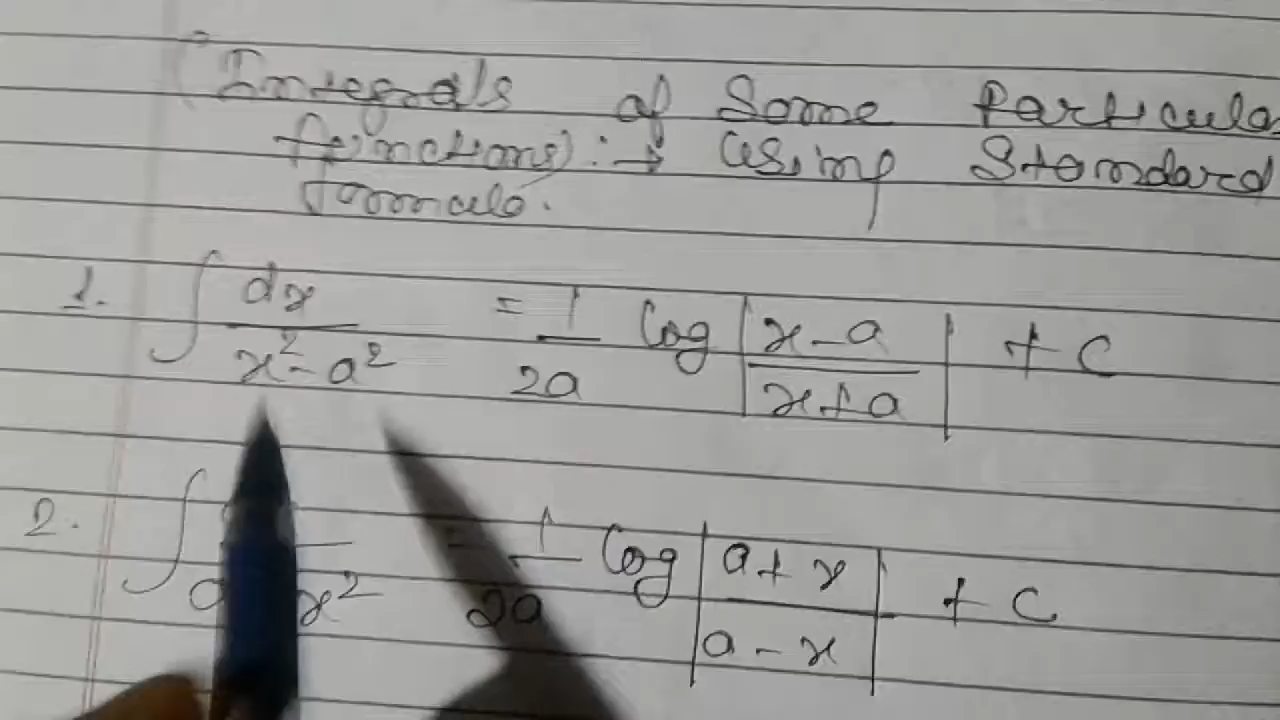 Integrals of Some Particula
functions :→ Using Standard
formula.
1. ∫ dx / x² - a² = 1 / 2a log | x - a / x + a | + C
2. ∫ x² = 1 / 2a log | a + x / a - x | + C